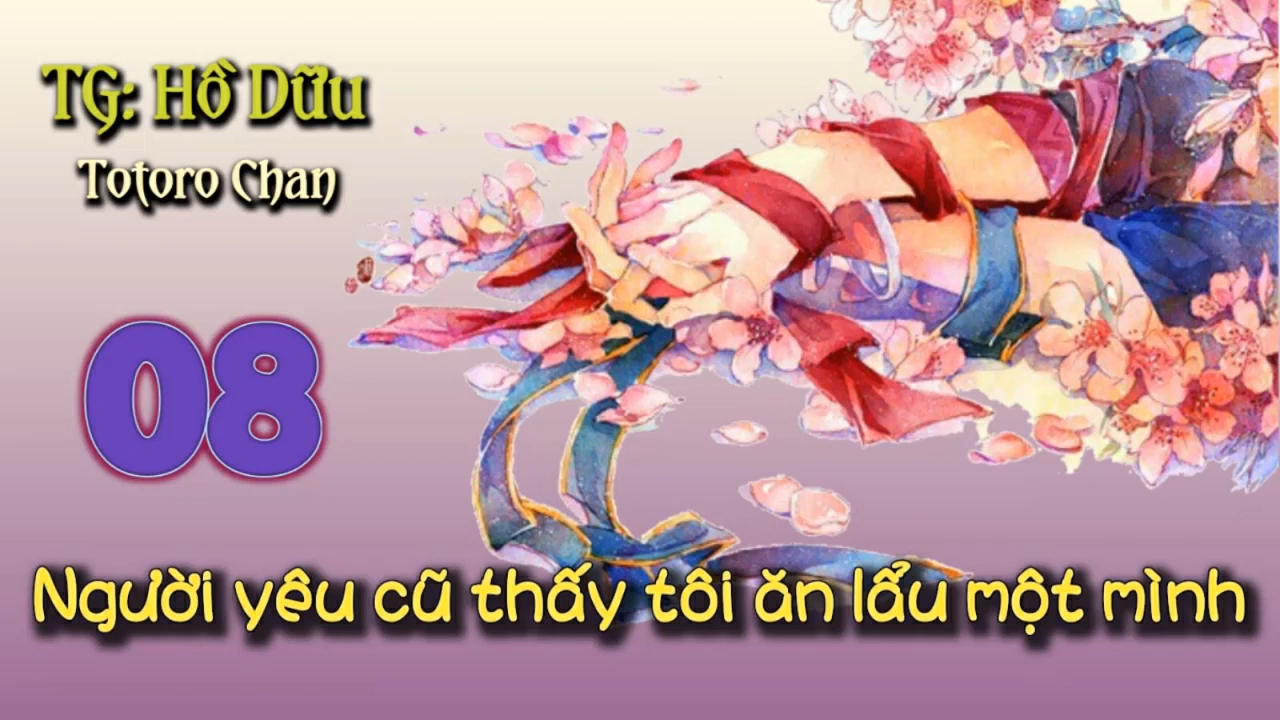 TG: Hồ Dữu
Totoro Chan
08
Người yêu cũ thấy tôi ăn lẩu một mình